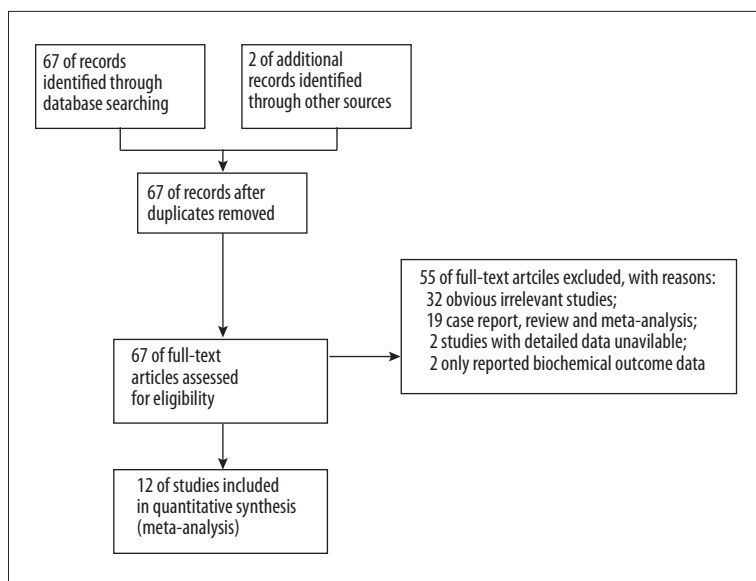 67 of records
identified through
database searching
2 of additional
records identified
through other sources
67 of records after
duplicates removed
55 of full-text artciles excluded, with reasons:
32 obvious irrelevant studies;
19 case report, review and meta-analysis;
2 studies with detailed data unavilable;
2 only reported biochemical outcome data
67 of full-text
articles assessed
for eligibility
12 of studies included
in quantitative synthesis
(meta-analysis)